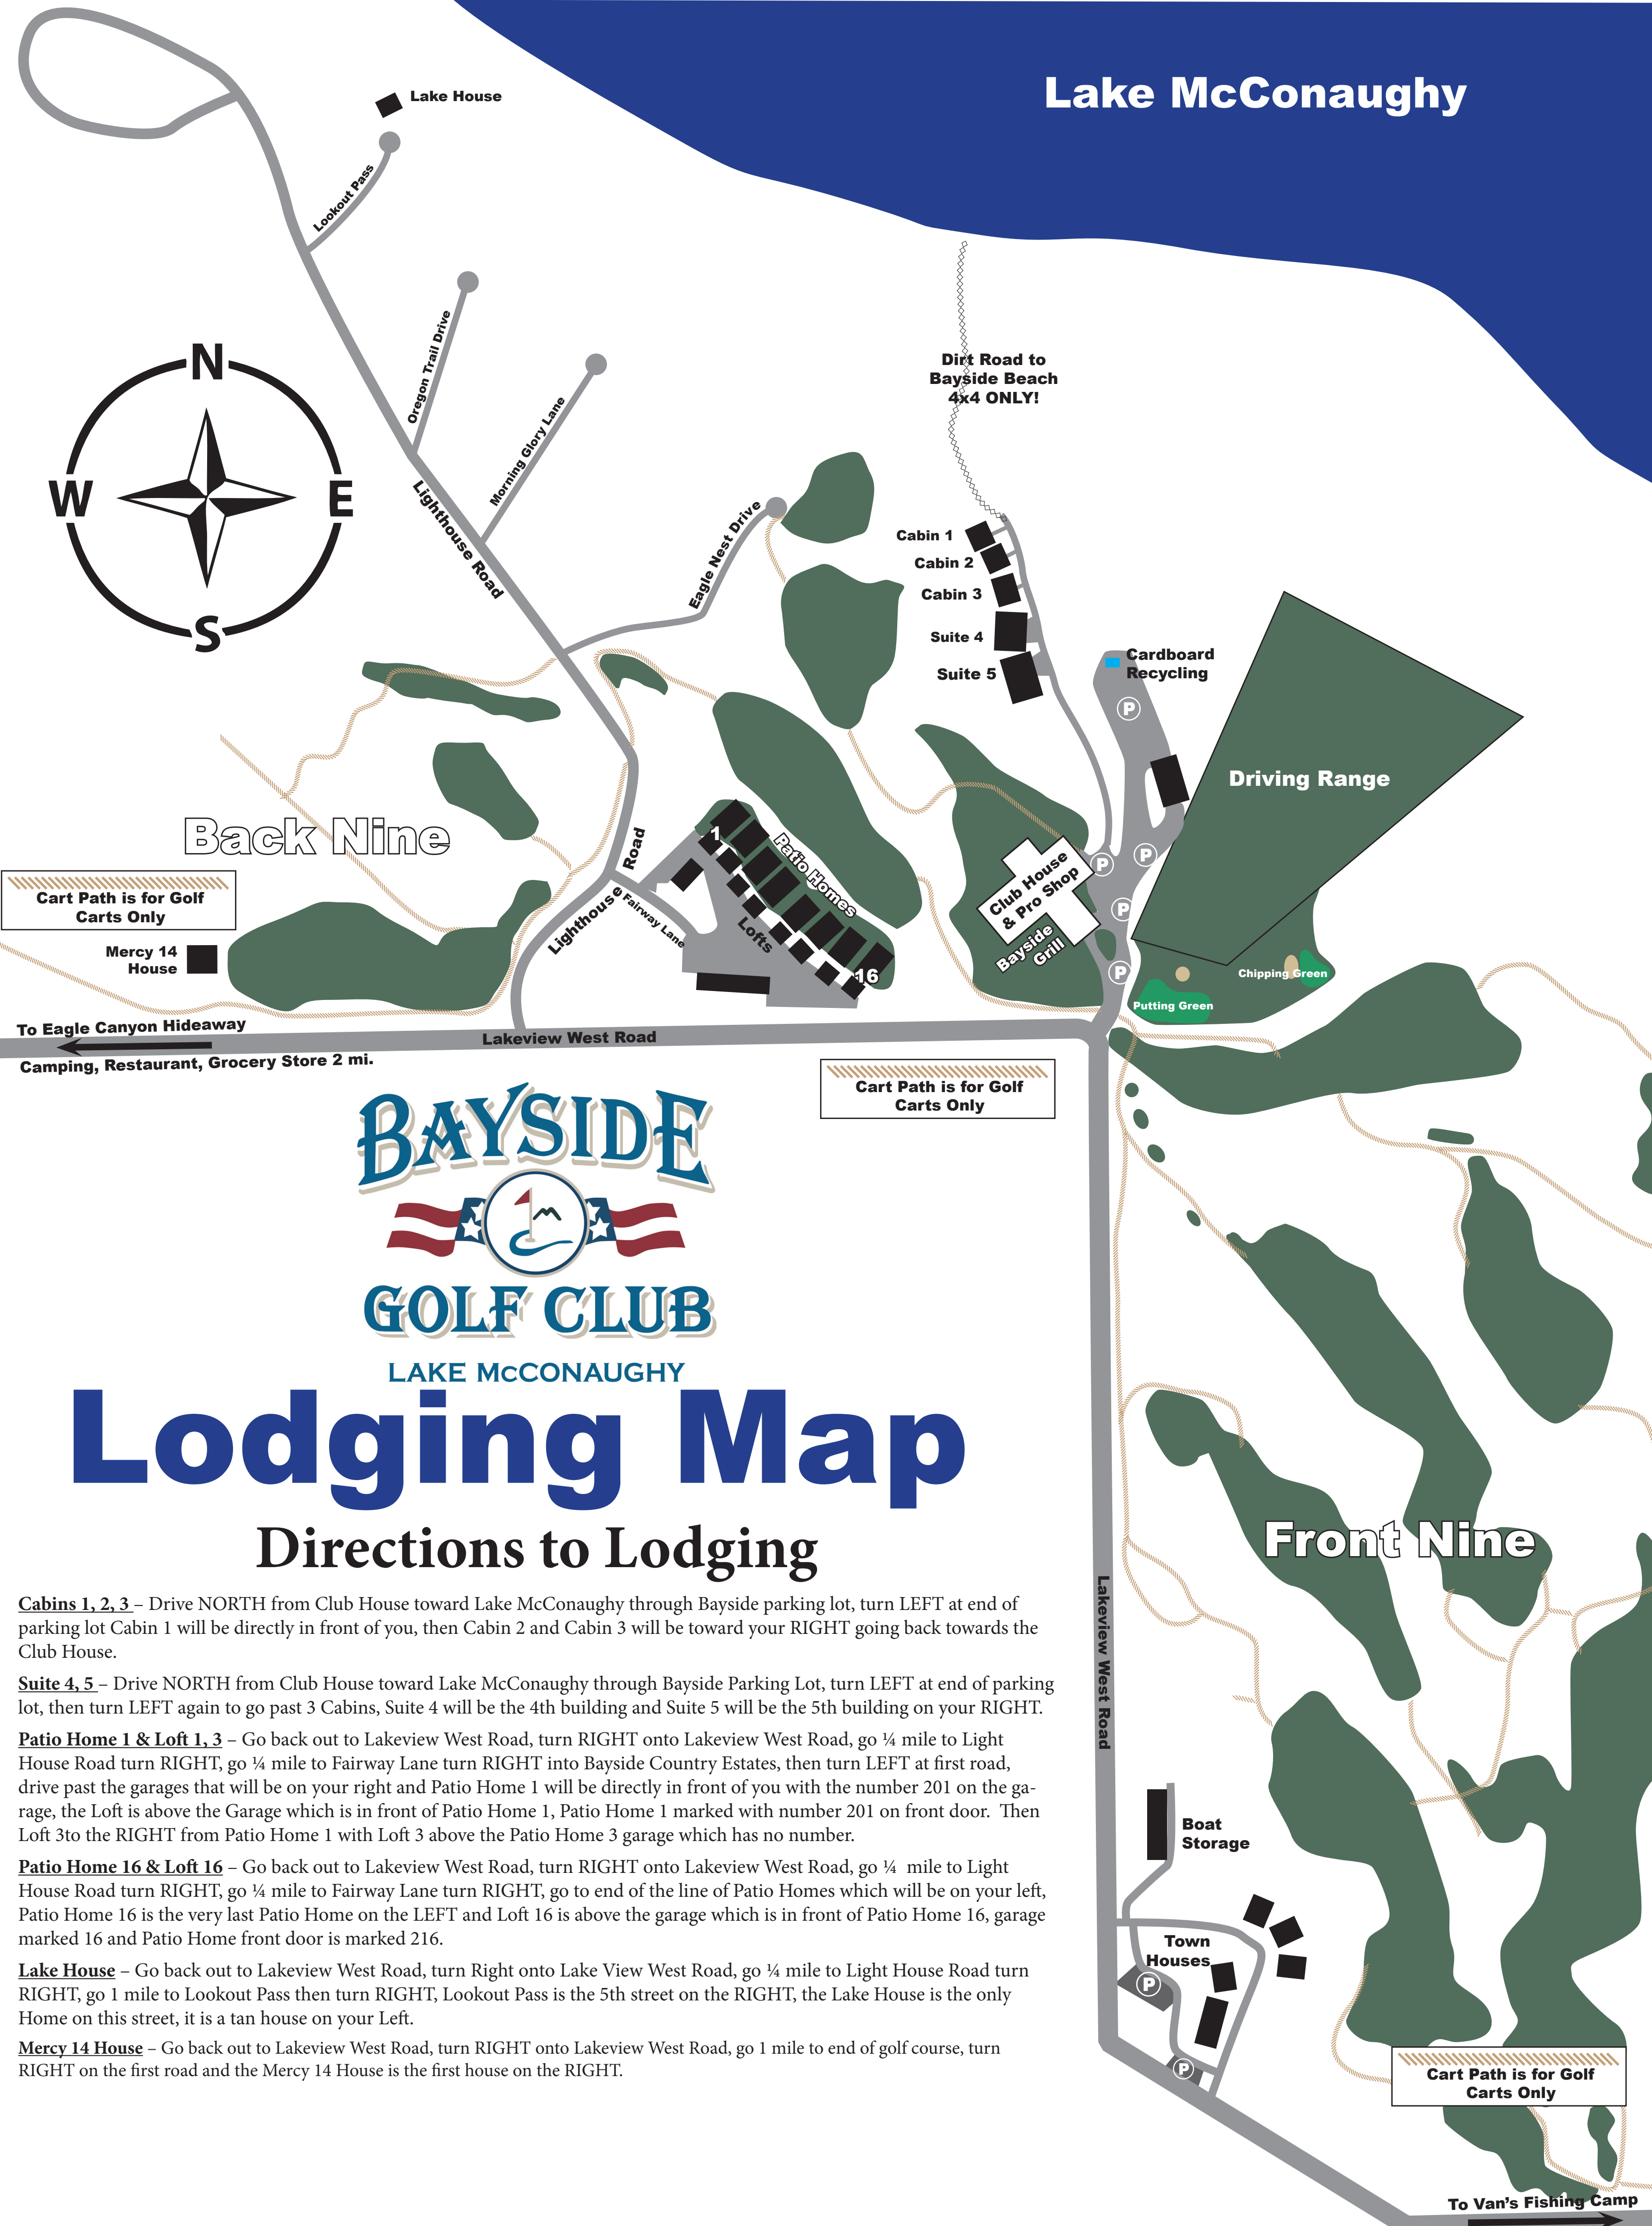 Lake McConaughy
Lake House
Lookout Pass
Oregon Trail Drive
Morning Glory Lane
Lighthouse Road
Eagle Nest Drive
N
W
E
S
Dirt Road to
Bayside Beach
4x4 ONLY!
Cabin 1
Cabin 2
Cabin 3
Suite 4
Suite 5
Cardboard
Recycling
P
Driving Range
Back Nine
Cart Path is for Golf
Carts Only
Mercy 14
House
Lighthouse Road
Fairway Lane
1
Patio Homes
Lofts
16
Club House
& Pro Shop
Bayside
Grill
P
P
P
P
Chipping Green
Putting Green
To Eagle Canyon Hideaway
Camping, Restaurant, Grocery Store 2 mi.
Lakeview West Road
Cart Path is for Golf
Carts Only
BAYSIDE
GOLF CLUB
LAKE McCONAUGHY
Lodging Map
Directions to Lodging
Cabins 1, 2, 3 – Drive NORTH from Club House toward Lake McConaughy through Bayside parking lot, turn LEFT at end of
parking lot Cabin 1 will be directly in front of you, then Cabin 2 and Cabin 3 will be toward your RIGHT going back towards the
Club House.
Suite 4, 5 – Drive NORTH from Club House toward Lake McConaughy through Bayside Parking Lot, turn LEFT at end of parking
lot, then turn LEFT again to go past 3 Cabins, Suite 4 will be the 4th building and Suite 5 will be the 5th building on your RIGHT.
Patio Home 1 & Loft 1, 3 – Go back out to Lakeview West Road, turn RIGHT onto Lakeview West Road, go ¼ mile to Light
House Road turn RIGHT, go ¼ mile to Fairway Lane turn RIGHT into Bayside Country Estates, then turn LEFT at first road,
drive past the garages that will be on your right and Patio Home 1 will be directly in front of you with the number 201 on the ga-
rage, the Loft is above the Garage which is in front of Patio Home 1, Patio Home 1 marked with number 201 on front door. Then
Loft 3to the RIGHT from Patio Home 1 with Loft 3 above the Patio Home 3 garage which has no number.
Patio Home 16 & Loft 16 – Go back out to Lakeview West Road, turn RIGHT onto Lakeview West Road, go ¼ mile to Light
House Road turn RIGHT, go ¼ mile to Fairway Lane turn RIGHT, go to end of the line of Patio Homes which will be on your left,
Patio Home 16 is the very last Patio Home on the LEFT and Loft 16 is above the garage which is in front of Patio Home 16, garage
marked 16 and Patio Home front door is marked 216.
Lake House – Go back out to Lakeview West Road, turn Right onto Lake View West Road, go ¼ mile to Light House Road turn
RIGHT, go 1 mile to Lookout Pass then turn RIGHT, Lookout Pass is the 5th street on the RIGHT, the Lake House is the only
Home on this street, it is a tan house on your Left.
Mercy 14 House – Go back out to Lakeview West Road, turn RIGHT onto Lakeview West Road, go 1 mile to end of golf course, turn
RIGHT on the first road and the Mercy 14 House is the first house on the RIGHT.
Front Nine
Lakeview West Road
Boat
Storage
Town
Houses
P
P
Cart Path is for Golf
Carts Only
To Van's Fishing Camp